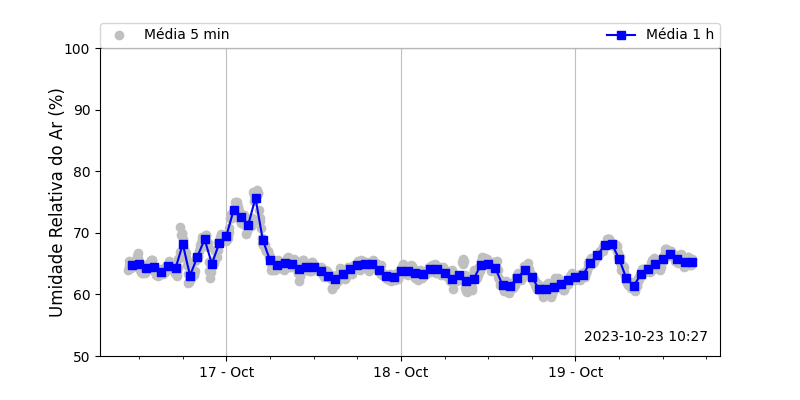 Média 5 min
Média 1 h
Umidade Relativa do Ar (%)
100
90
80
70
60
50
2023-10-23 10:27
17 - Oct
18 - Oct
19 - Oct